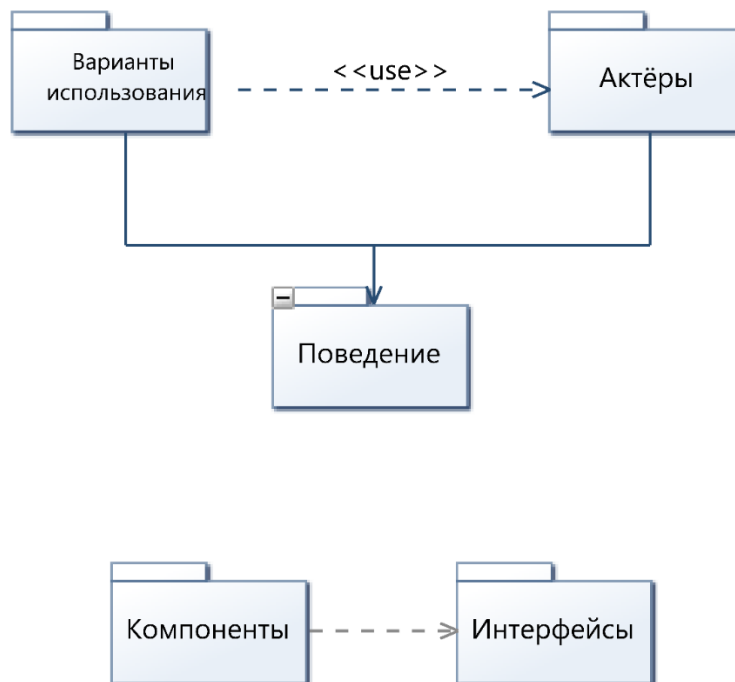 Варианты
использования
<<use>>
Актёры
Поведение
Компоненты
Интерфейсы